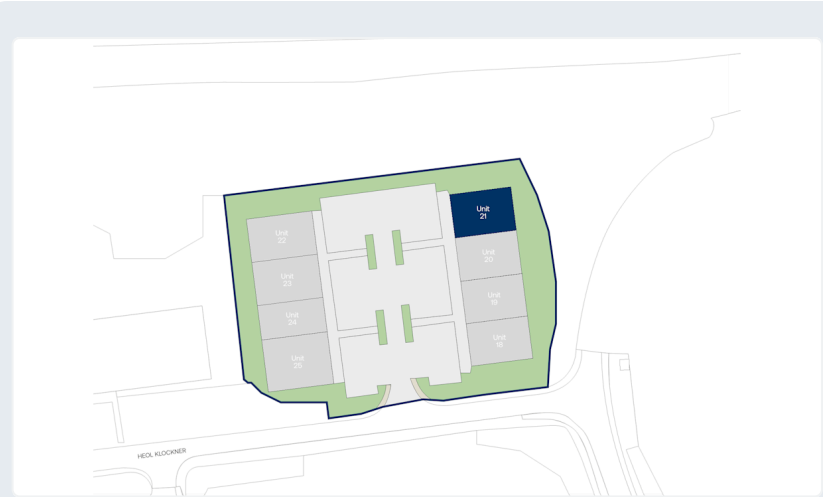 Unit
21
Unit
22
Unit
20
Unit
23
Unit
19
Unit
24
Unit
18
Unit
25
HEOL KLOCKNER